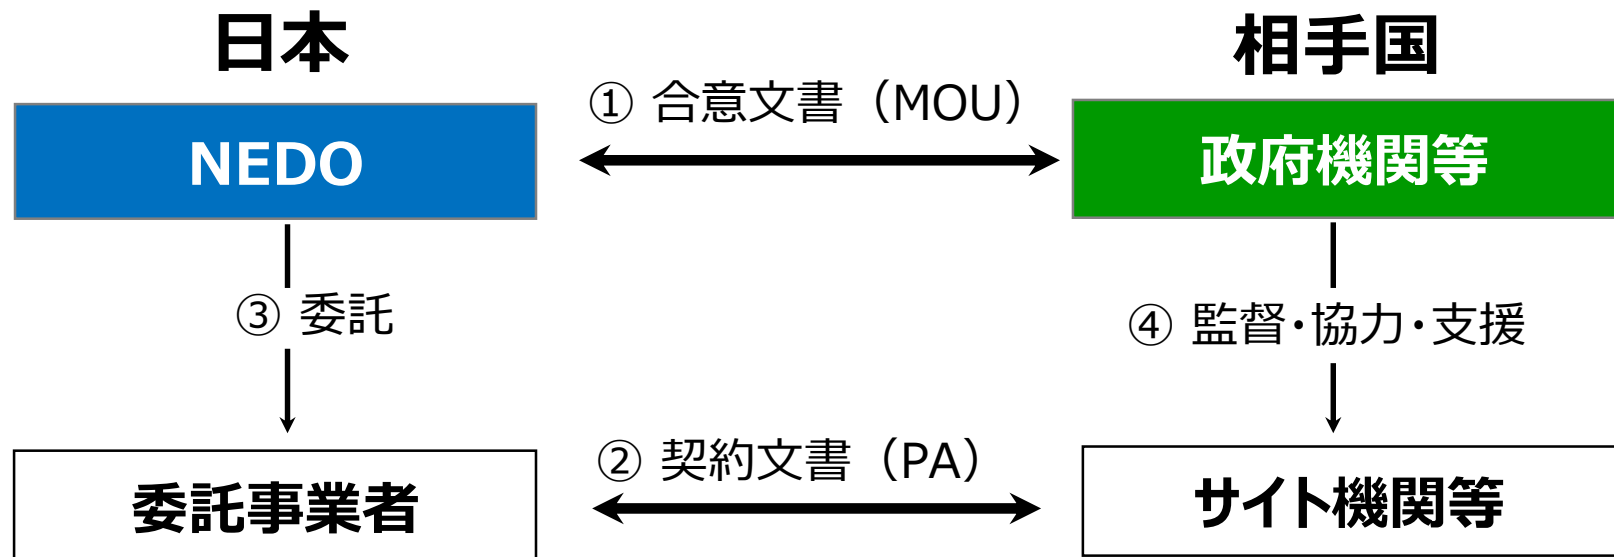 日本
相手国
① 合意文書（MOU）
NEDO
政府機関等
③ 委託
④ 監督・協力・支援
② 契約文書（PA）
委託事業者
サイト機関等